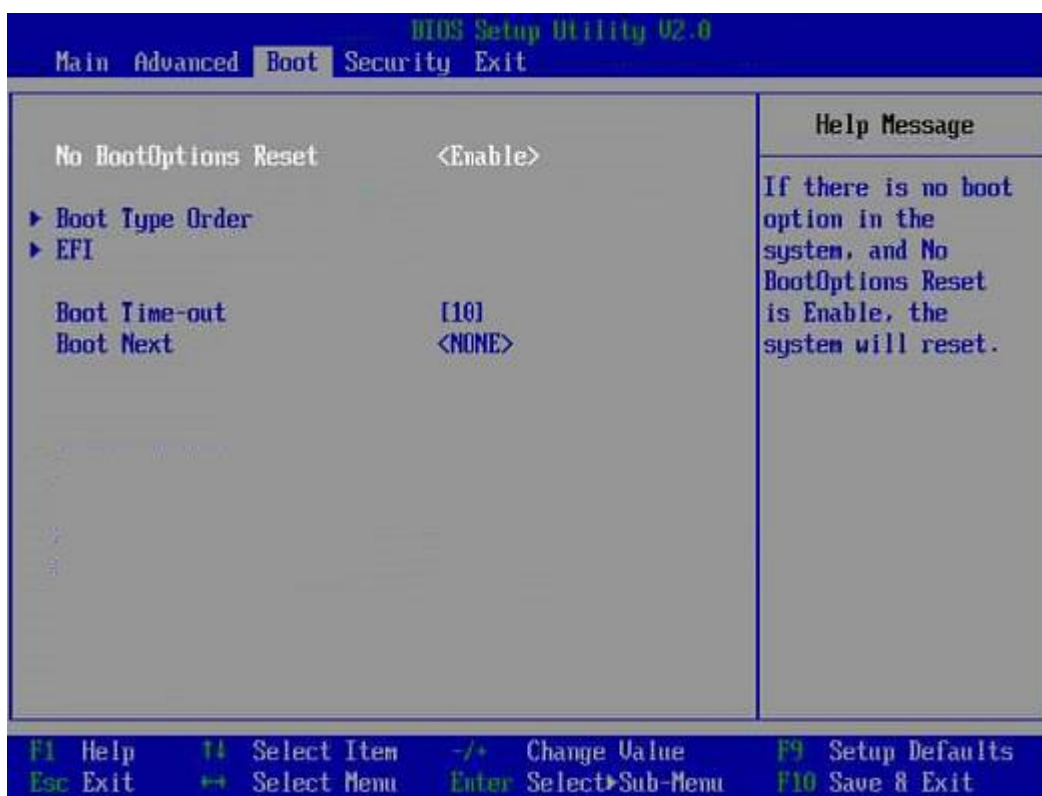 BIOS Setup Utility V2.0
Main Advanced Boot Security Exit
No BootOptions Reset <Enable>
▶ Boot Type Order
▶ EFI
Boot Time-out [10]
Boot Next <NONE>
Help Message
If there is no boot
option in the
system, and No
BootOptions Reset
is Enable, the
system will reset.
F1 Help ↑↓ Select Item -/+ Change Value F9 Setup Defaults
Esc Exit ↔ Select Menu Enter Select▶Sub-Menu F10 Save & Exit